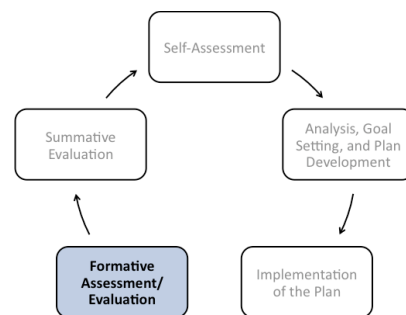 Self-Assessment
Summative
Evaluation
Analysis, Goal
Setting, and Plan
Development
Formative
Assessment/
Evaluation
Implementation
of the Plan